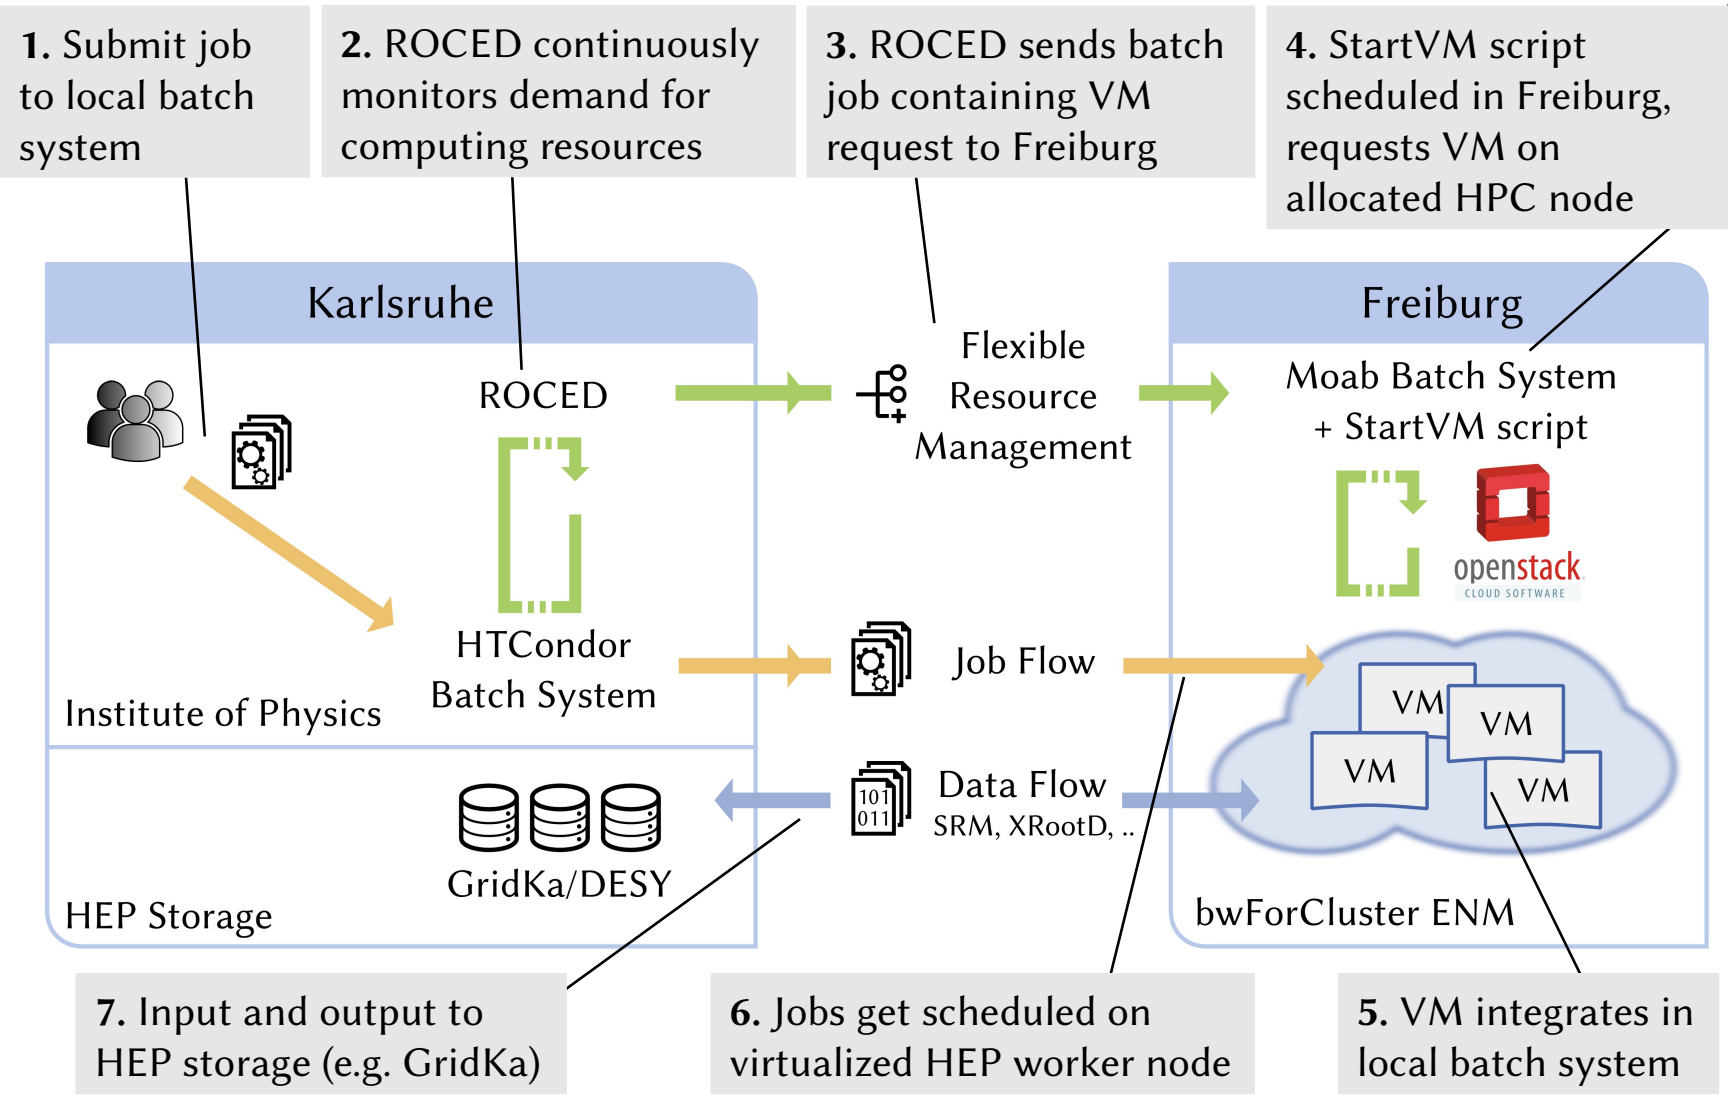 1. Submit job
to local batch
system
2. ROCED continuously
monitors demand for
computing resources
3. ROCED sends batch
job containing VM
request to Freiburg
4. StartVM script
scheduled in Freiburg,
requests VM on
allocated HPC node
Karlsruhe
ROCED
HTCondor
Batch System
Institute of Physics
GridKa/DESY
HEP Storage
Flexible
Resource
Management
Job Flow
101
011
Data Flow
SRM, XRootD, ..
Freiburg
Moab Batch System
+ StartVM script
openstack
CLOUD SOFTWARE
VM
VM
VM
VM
bwForCluster ENM
7. Input and output to
HEP storage (e.g. GridKa)
6. Jobs get scheduled on
virtualized HEP worker node
5. VM integrates in
local batch system